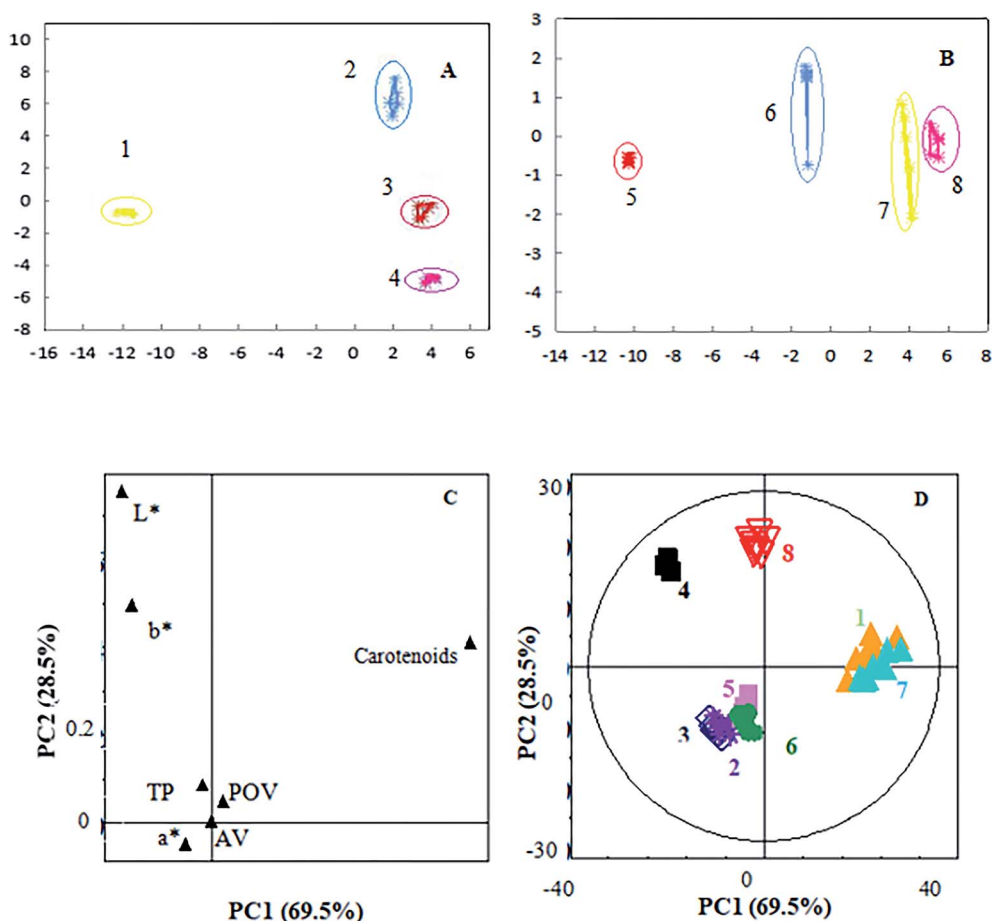 A
10
8
6
4
2
0
-2
-4
-6
-8
-16 -14 -12 -10 -8 -6 -4 -2 0 2 4 6
1
2
3
4
B
3
2
1
0
-1
-2
-3
-4
-5
-14 -12 -10 -8 -6 -4 -2 0 2 4 6 8
5
6
7
8
C
L*
b*
Carotenoids
TP
POV
a*
AV
0.2
0
PC2 (28.5%)
PC1 (69.5%)
D
30
0
-30
-40 0 40
8
4
1
7
5
3
6
2
PC2 (28.5%)
PC1 (69.5%)